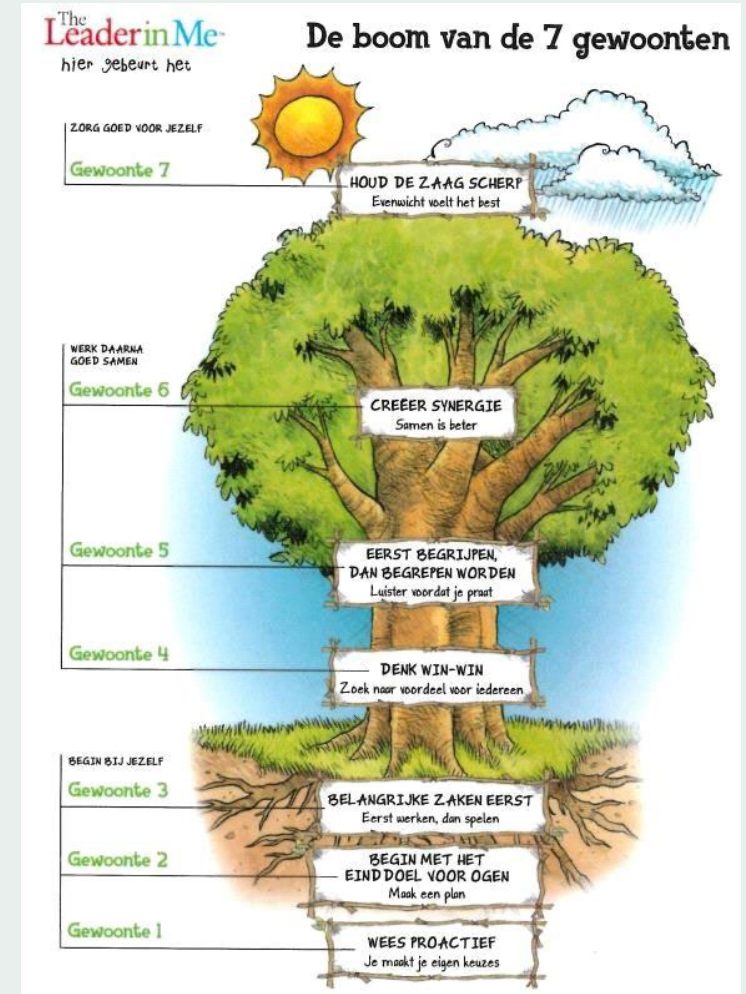 The
Leader in Me
hier gebeurt het
De boom van de 7 gewoonten
ZORG GOED VOOR JEZELF
Gewoonte 7
HOUD DE ZAAG SCHERP
Evenwicht voelt het best
WERK DAARNA
GOED SAMEN
Gewoonte 6
CREËER SYNERGIE
Samen is beter
Gewoonte 5
EERST BEGRIJPEN,
DAN BEGREPEN WORDEN
Luister voordat je praat
Gewoonte 4
DENK WIN-WIN
Zoek naar voordeel voor iedereen
BEGIN BIJ JEZELF
Gewoonte 3
BELANGRIJKE ZAKEN EERST
Eerst werken, dan spelen
Gewoonte 2
BEGIN MET HET
EINDDOEL VOOR OGEN
Maak een plan
Gewoonte 1
WEES PROACTIEF
Je maakt je eigen keuzes